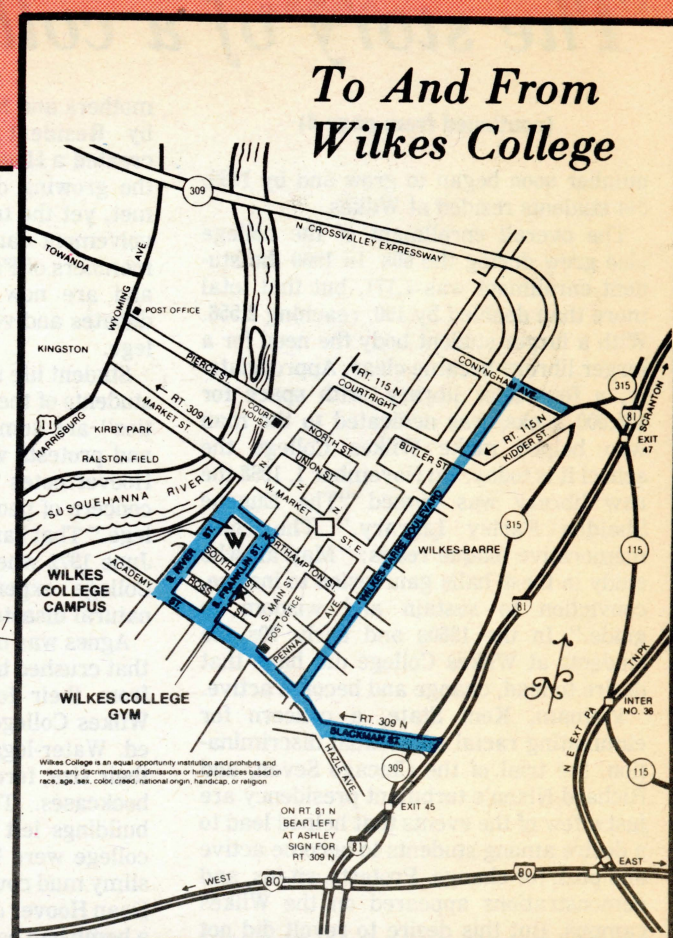 To And From
Wilkes College
309
N. CROSSVALLEY EXPRESSWAY
TOWANDA
WYOMING
AVE.
POST OFFICE
KINGSTON
PIERCE ST
← RT. 309 N
MARKET ST
COURT
HOUSE
RT. 115 N
COURTRIGHT
CONYNGHAM AVE.
315
81
SCRANTON
EXIT
47
← RT. 115 N
KIDDER ST
11
HARRISBURG
KIRBY PARK
RALSTON FIELD
NORTH ST
UNION ST
BUTLER ST
N
N
W MARKET
SUSQUEHANNA RIVER
ST E
315
WILKES-BARRE
115
WILKES-BARRE BOULEVARD
WILKES
COLLEGE
CAMPUS
ACADEMY
ST.
S. RIVER ST.
W
SOUTH
ROSS
S. FRANKLIN ST.
NORTHAMPTON ST
S. MAIN ST.
POST OFFICE
PENNA
AVE
81
N
TNPK
N E EXT PA
INTER
NO. 36
WILKES COLLEGE
GYM
← RT. 309 N
BLACKMAN ST.
HAZLE AVE.
309
115
Wilkes College is an equal opportunity institution and prohibits and
rejects any discrimination in admissions or hiring practices based on
race, age, sex, color, creed, national origin, handicap, or religion.
EXIT 45
ON RT. 81 N
BEAR LEFT
AT ASHLEY
SIGN FOR
RT. 309 N
81
WEST
80
80
EAST